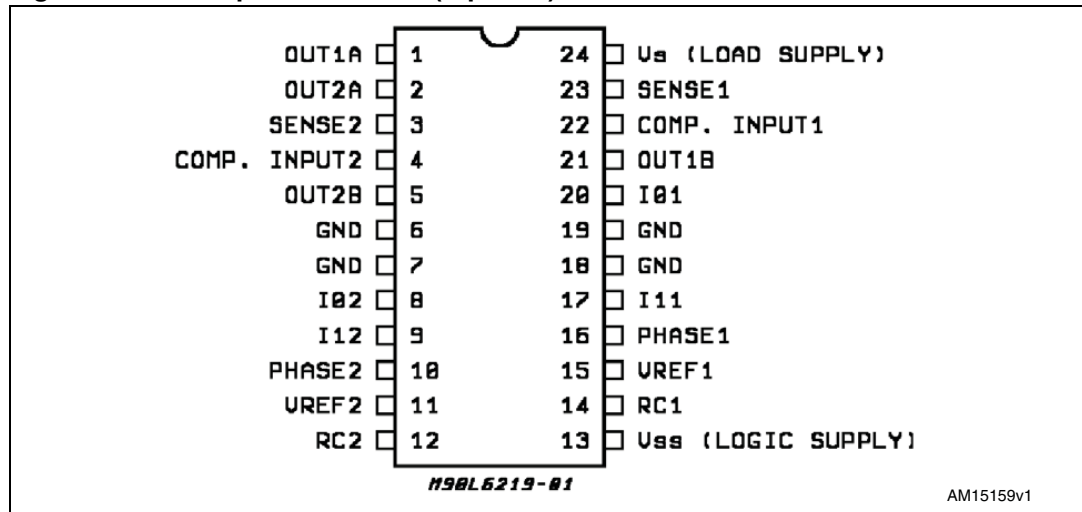 OUT1A 1 24 Vs (LOAD SUPPLY)
OUT2A 2 23 SENSE1
SENSE2 3 22 COMP. INPUT1
COMP. INPUT2 4 21 OUT1B
OUT2B 5 20 I01
GND 6 19 GND
GND 7 18 GND
I02 8 17 I11
I12 9 16 PHASE1
PHASE2 10 15 VREF1
VREF2 11 14 RC1
RC2 12 13 Vss (LOGIC SUPPLY)
M90L6219-01
AM15159v1